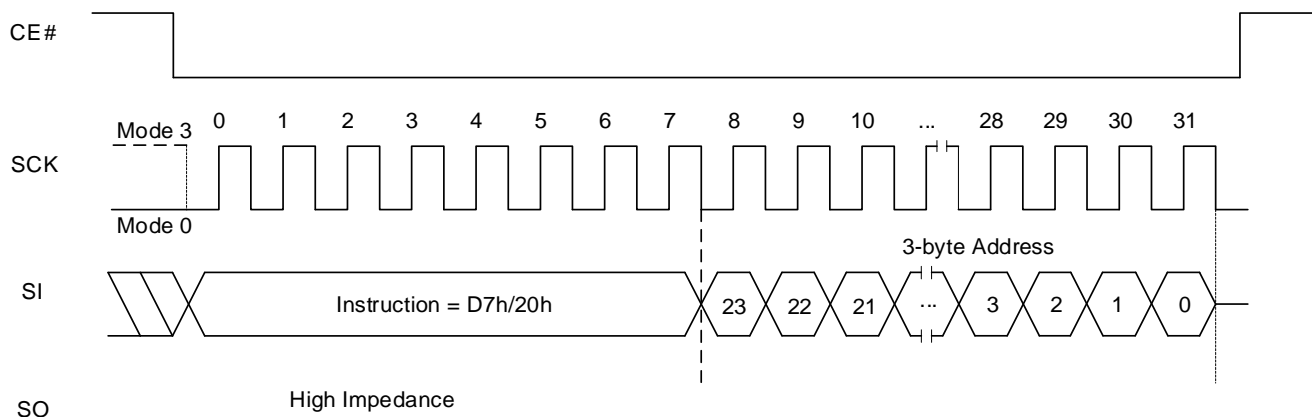 CE#
0 1 2 3 4 5 6 7 8 9 10 ... 28 29 30 31
Mode 3
SCK
Mode 0
3-byte Address
SI
Instruction = D7h/20h 23 22 21 ... 3 2 1 0
High Impedance
SO